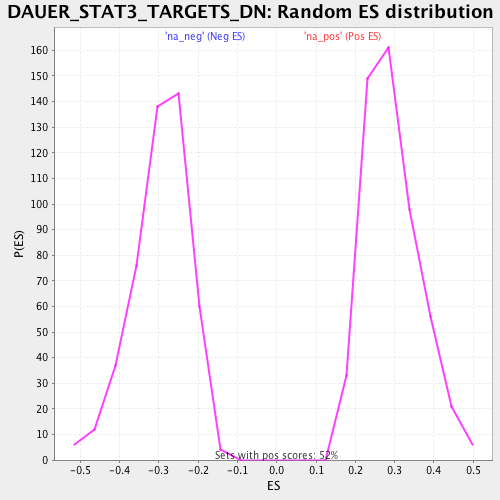 DAUER_STAT3_TARGETS_DN: Random ES distribution
'na_neg' (Neg ES) 'na_pos' (Pos ES)
160
150
140
130
120
110
100
90
80
70
60
50
40
30
20
10
0
P(ES)
Sets with pos scores: 52%
-0.5 -0.4 -0.3 -0.2 -0.1 0.0 0.1 0.2 0.3 0.4 0.5
ES